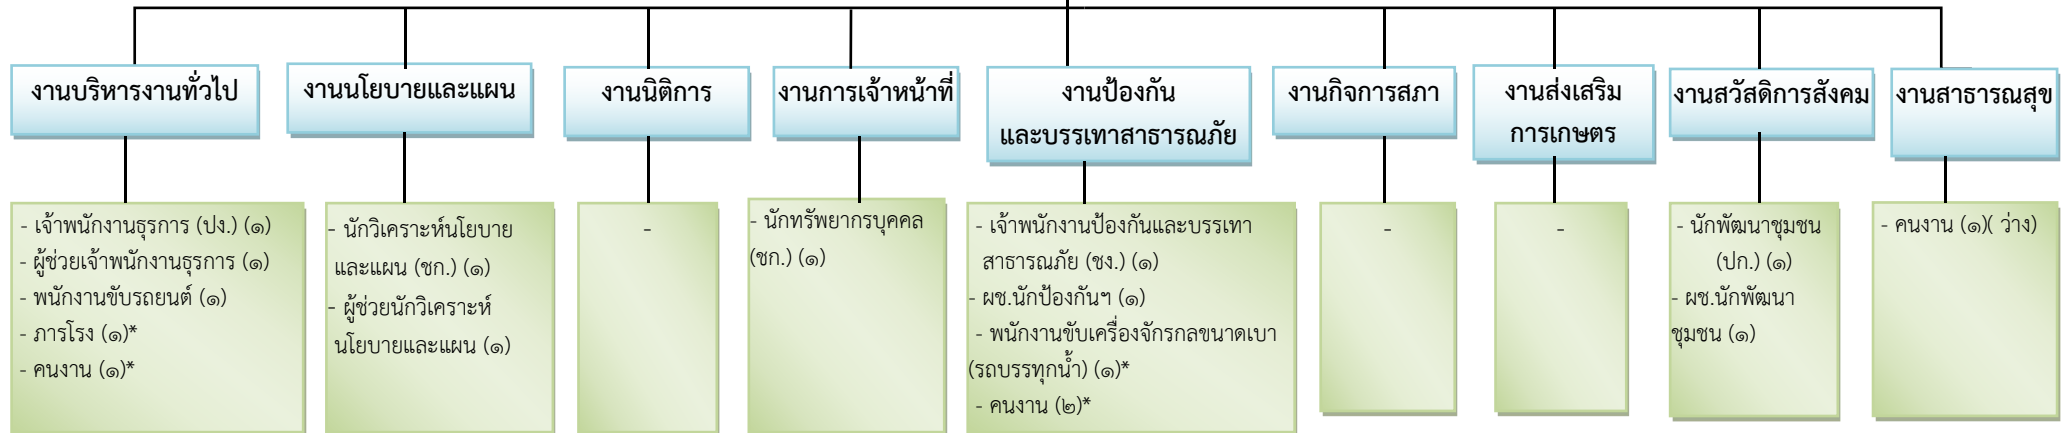 งานบริหารงานทั่วไป
งานนโยบายและแผน
งานนิติการ
งานการเจ้าหน้าที่
งานป้องกัน
และบรรเทาสาธารณภัย
งานกิจการสภา
งานส่งเสริม
การเกษตร
งานสวัสดิการสังคม
งานสาธารณสุข
- เจ้าพนักงานธุรการ (ปง.) (๑)
- ผู้ช่วยเจ้าพนักงานธุรการ (๑)
- พนักงานขับรถยนต์ (๑)
- ภารโรง (๑)*
- คนงาน (๑)*
- นักวิเคราะห์นโยบาย
และแผน (ชก.) (๑)
- ผู้ช่วยนักวิเคราะห์
นโยบายและแผน (๑)
-
- นักทรัพยากรบุคคล
(ชก.) (๑)
- เจ้าพนักงานป้องกันและบรรเทา
สาธารณภัย (ชง.) (๑)
- ผช.นักป้องกันฯ (๑)
- พนักงานขับเครื่องจักรกลขนาดเบา
(รถบรรทุกน้ำ) (๑)*
- คนงาน (๒)*
-
-
- นักพัฒนาชุมชน
(ปก.) (๑)
- ผช.นักพัฒนา
ชุมชน (๑)
- คนงาน (๑)( ว่าง)